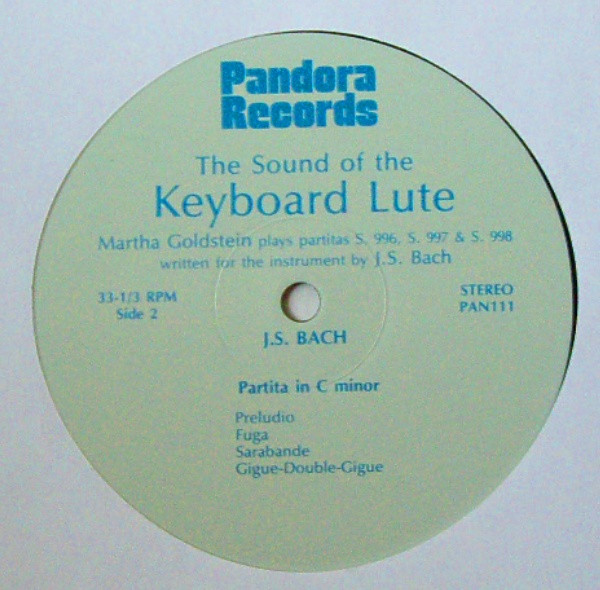 Pandora
Records
The Sound of the
Keyboard Lute
Martha Goldstein plays partitas S. 996, S. 997 & S. 998
written for the instrument by J.S. Bach
33-1/3 RPM
Side 2
STEREO
PAN111
J.S. BACH
Partita in C minor
Preludio
Fuga
Sarabande
Gigue-Double-Gigue